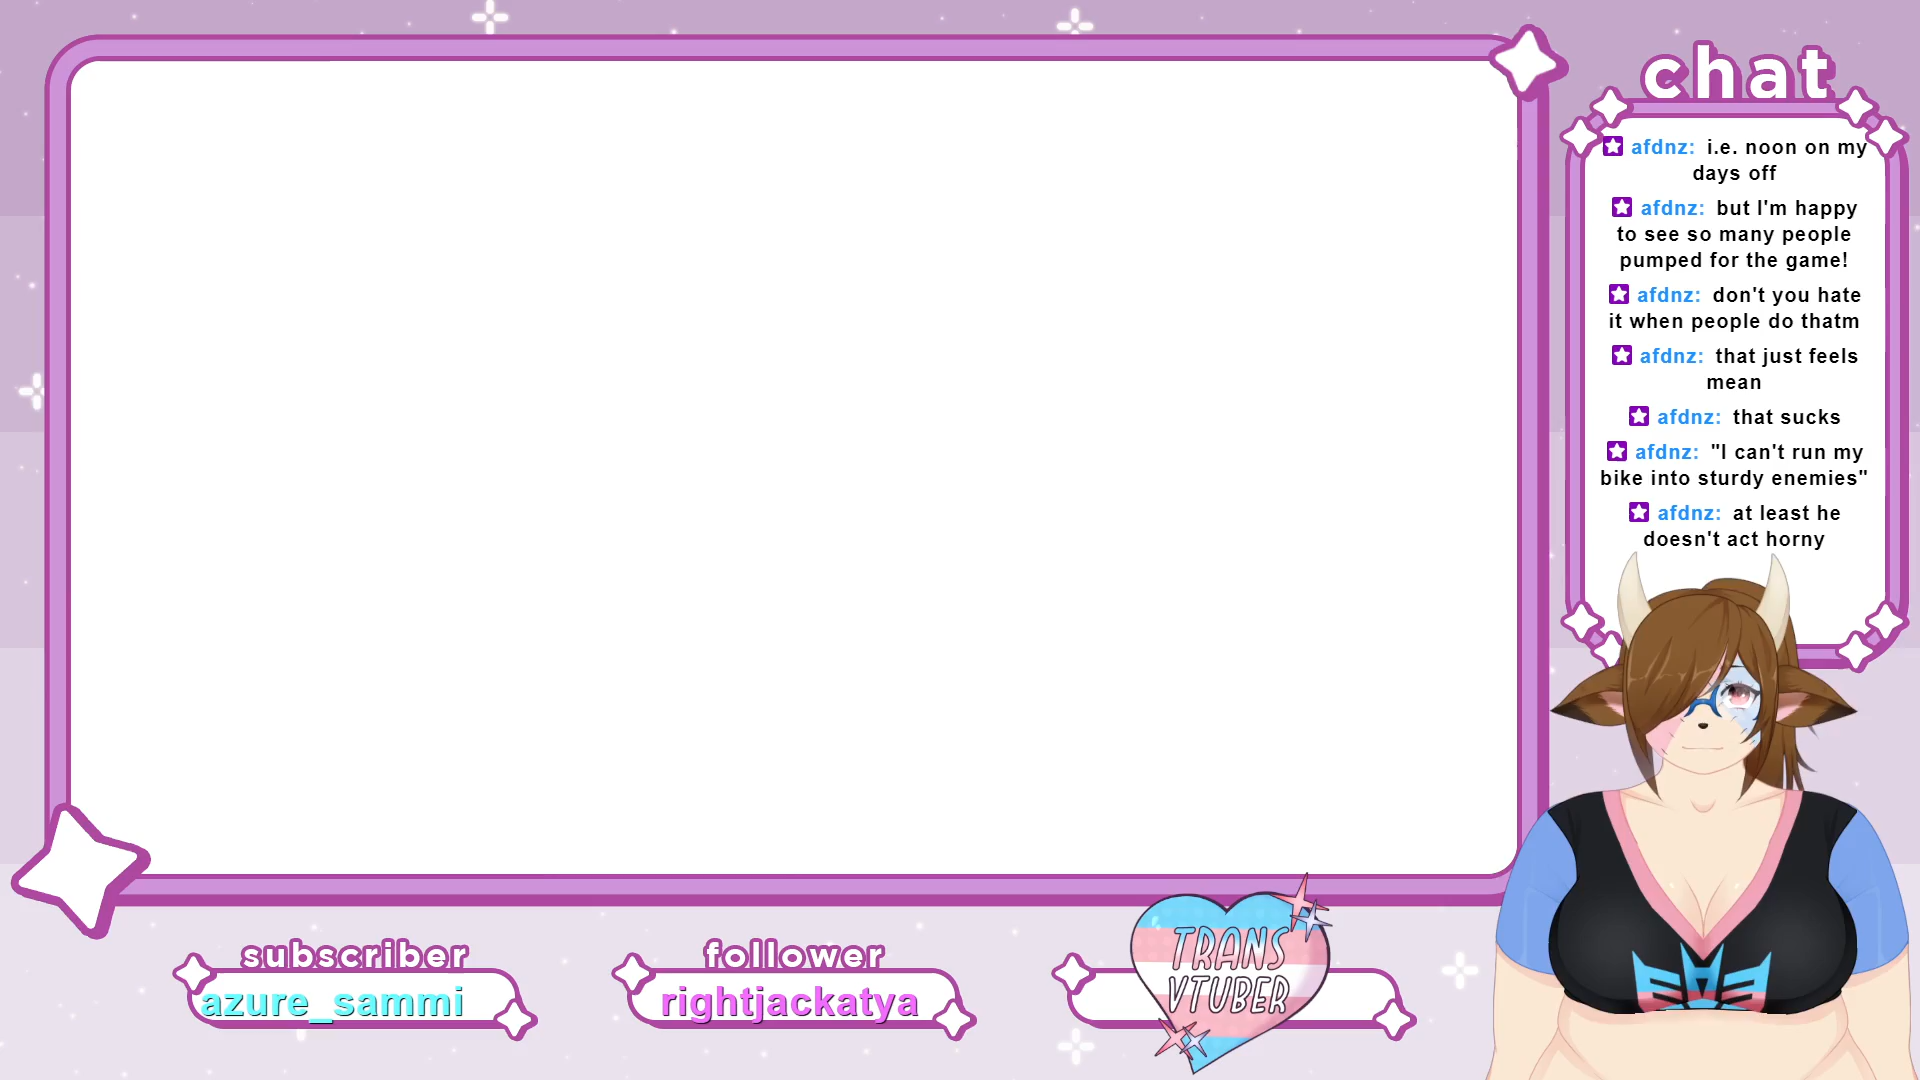 chat
afdnz: i.e. noon on my
days off
afdnz: but I'm happy
to see so many people
pumped for the game!
afdnz: don't you hate
it when people do thatm
afdnz: that just feels
mean
afdnz: that sucks
afdnz: "I can't run my
bike into sturdy enemies"
afdnz: at least he
doesn't act horny
subscriber
azure_sammi
follower
rightjackatya
TRANS
VTUBER